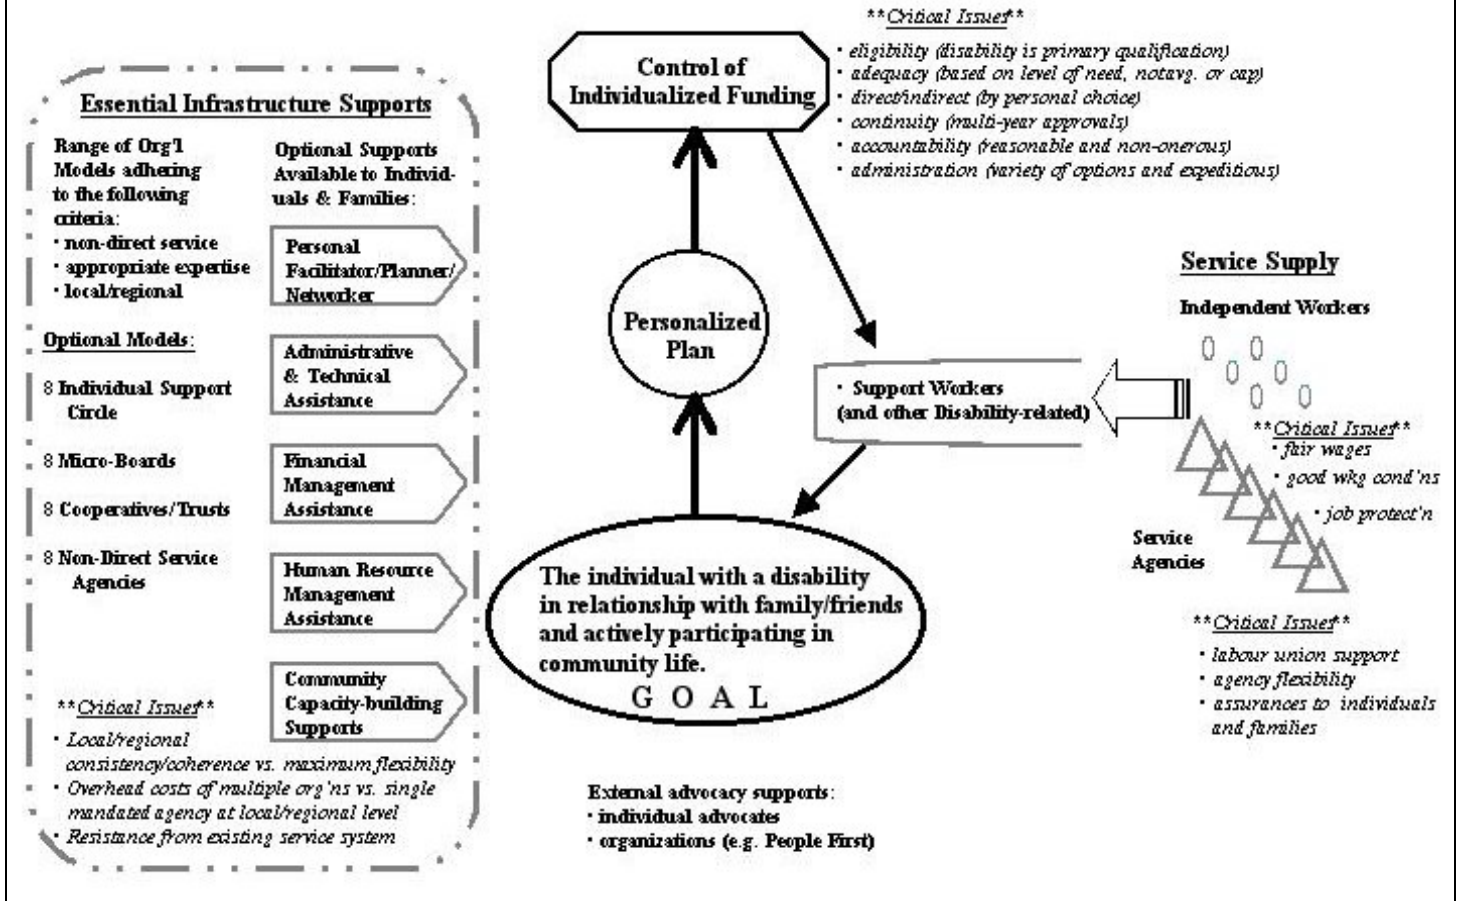 **Critical Issues**
• eligibility (disability is primary qualification)
• adequacy (based on level of need, notavg. or cap)
• direct/indirect (by personal choice)
• continuity (multi-year approvals)
• accountability (reasonable and non-onerous)
• administration (variety of options and expeditious)
Control of
Individualized Funding
Essential Infrastructure Supports
Range of Org'l
Models adhering
to the following
criteria:
• non-direct service
• appropriate expertise
• local/regional
Optional Models:
8 Individual Support
Circle
8 Micro-Boards
8 Cooperatives/Trusts
8 Non-Direct Service
Agencies
Optional Supports
Available to Individ-
uals & Families:
Personal
Facilitator/Planner/
Networker
Administrative
& Technical
Assistance
Financial
Management
Assistance
Human Resource
Management
Assistance
Community
Capacity-building
Supports
**Critical Issues**
• Local/regional
consistency/coherence vs. maximum flexibility
• Overhead costs of multiple org'ns vs. single
mandated agency at local/regional level
• Resistance from existing service system
Personalized
Plan
• Support Workers
(and other Disability-related)
The individual with a disability
in relationship with family/friends
and actively participating in
community life.
G O A L
External advocacy supports:
• individual advocates
• organizations (e.g. People First)
Service Supply
Independent Workers
**Critical Issues**
• fair wages
• good wkg cond'ns
• job protect'n
Service
Agencies
**Critical Issues**
• labour union support
• agency flexibility
• assurances to individuals
and families